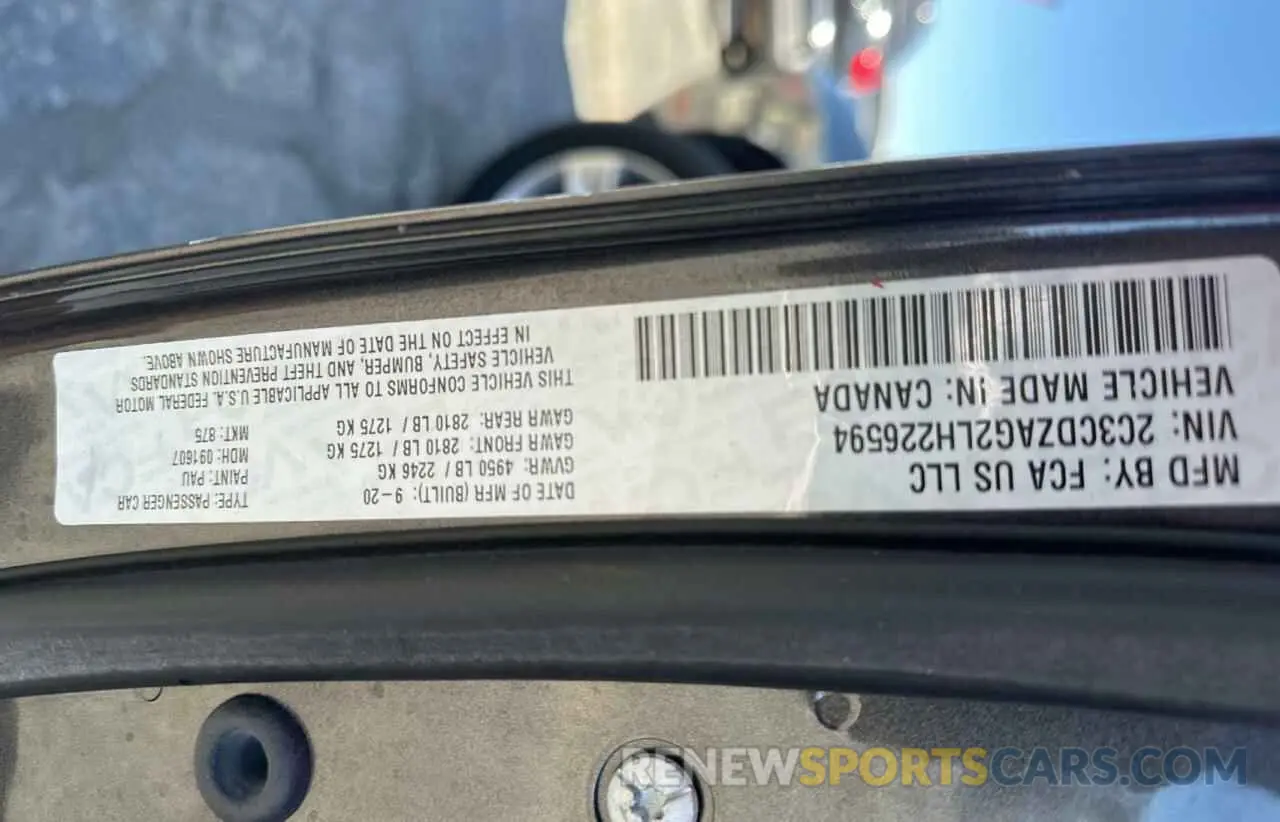 MFD BY: FCA US LLC
VIN: 2C3CDZAG2LH226594
VEHICLE MADE IN: CANADA
DATE OF MFR (BUILT): 9-20
GVWR: 4950 LB / 2246 KG
GAWR FRONT: 2810 LB / 1275 KG
GAWR REAR: 2810 LB / 1275 KG
TYPE: PASSENGER CAR
PAINT: PAU
MDH: 091607
MKT: 875
THIS VEHICLE CONFORMS TO ALL APPLICABLE U.S.A. FEDERAL MOTOR
VEHICLE SAFETY, BUMPER, AND THEFT PREVENTION STANDARDS
IN EFFECT ON THE DATE OF MANUFACTURE SHOWN ABOVE.
RENEWSPORTSCARS.COM